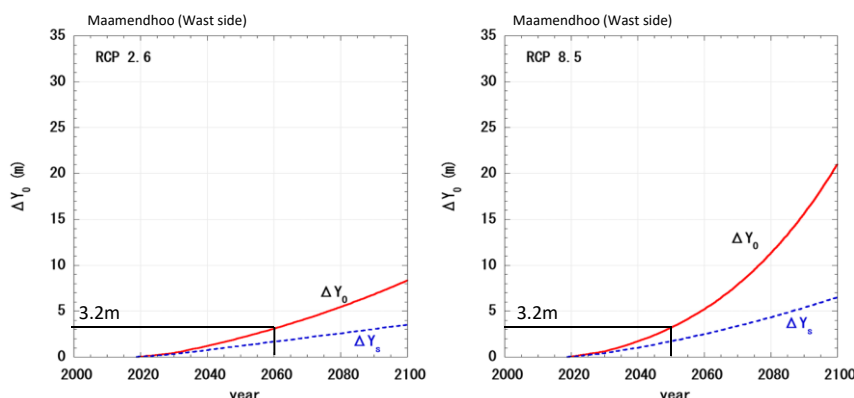 Maamendhoo (Wast side)
RCP 2.6
35
30
25
20
15
10
5
0
ΔY₀ (m)
3.2m
ΔY₀
ΔYₛ
2000 2020 2040 2060 2080 2100
year
Maamendhoo (Wast side)
RCP 8.5
35
30
25
20
15
10
5
0
ΔY₀ (m)
3.2m
ΔY₀
ΔYₛ
2000 2020 2040 2060 2080 2100
year